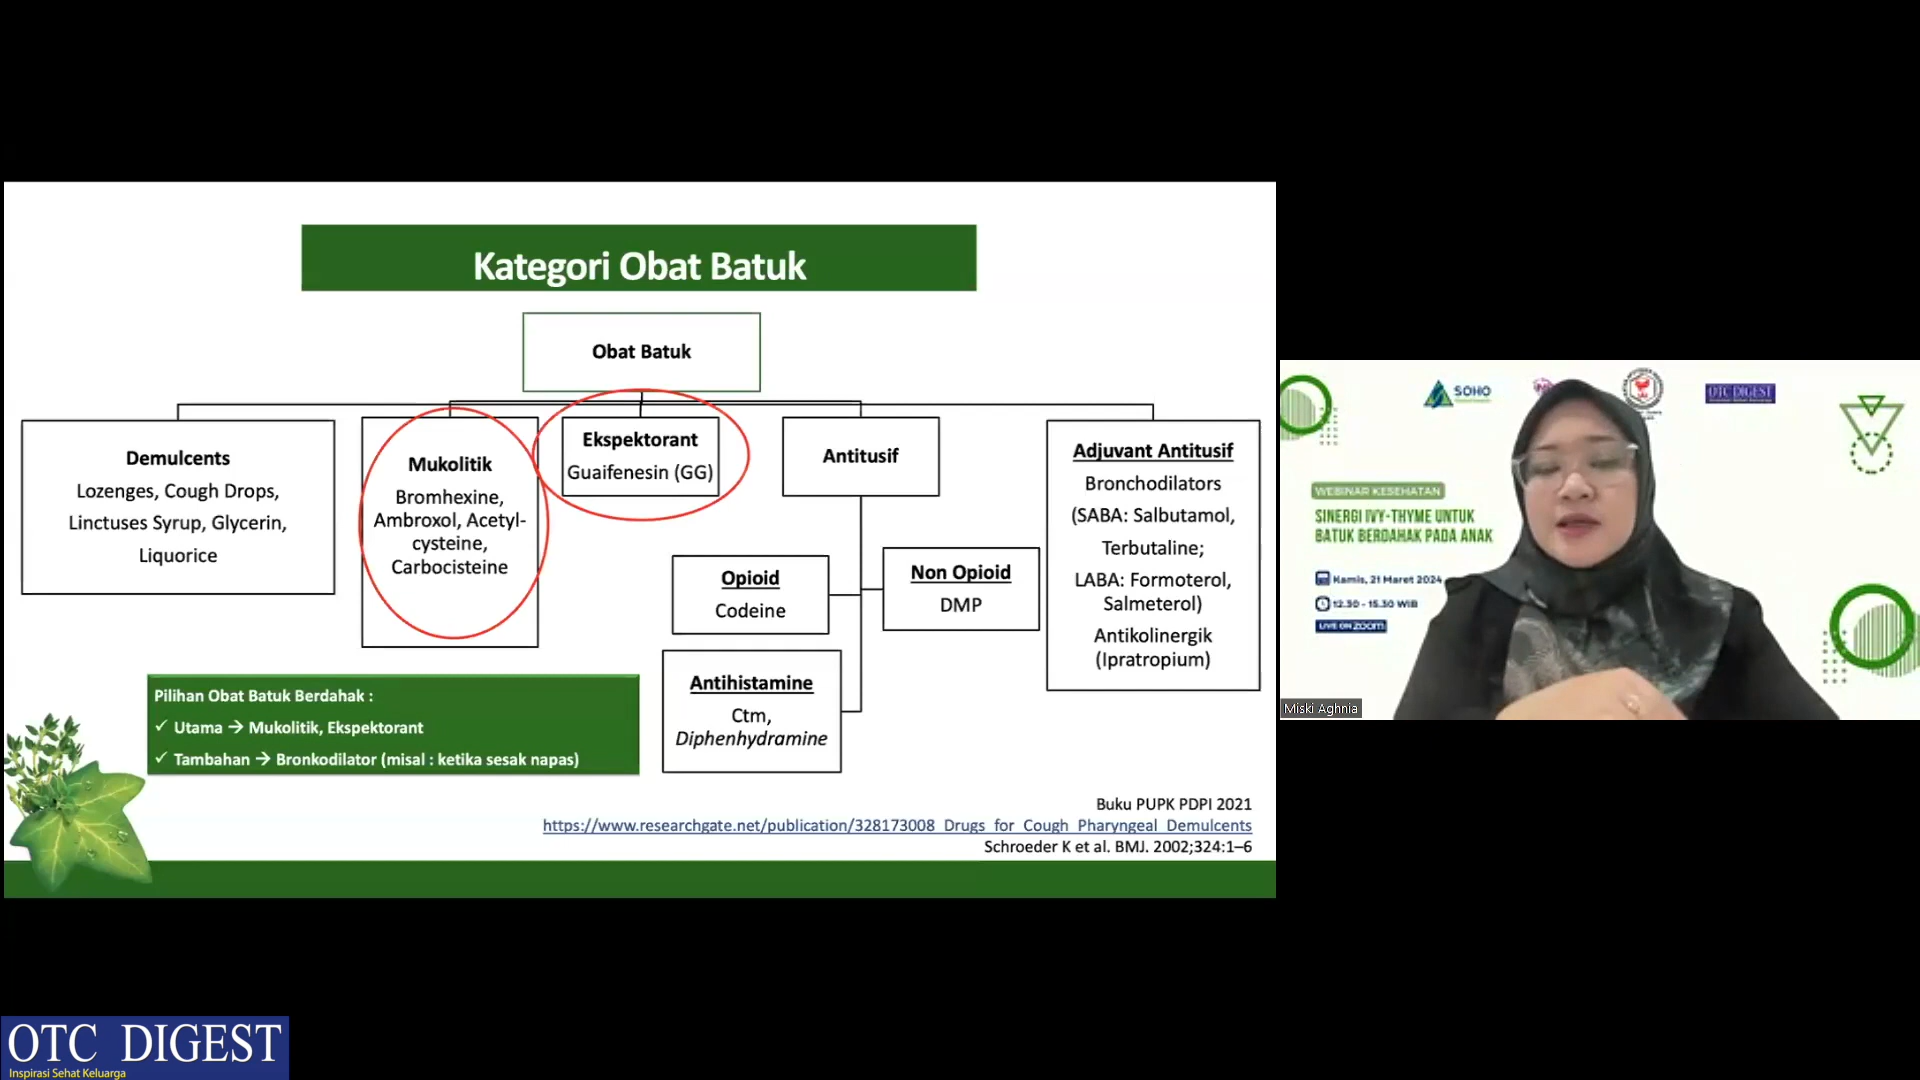 Kategori Obat Batuk
Obat Batuk
Demulcents
Lozenges, Cough Drops,
Linctuses Syrup, Glycerin,
Liquorice
Mukolitik
Bromhexine,
Ambroxol, Acetyl-
cysteine,
Carbocisteine
Ekspektorant
Guaifenesin (GG)
Antitusif
Opioid
Codeine
Non Opioid
DMP
Antihistamine
Ctm,
Diphenhydramine
Adjuvant Antitusif
Bronchodilators
(SABA: Salbutamol,
Terbutaline;
LABA: Formoterol,
Salmeterol)
Antikolinergik
(Ipratropium)
Pilihan Obat Batuk Berdahak :
✓ Utama → Mukolitik, Ekspektorant
✓ Tambahan → Bronkodilator (misal : ketika sesak napas)
Buku PUPK PDPI 2021
https://www.researchgate.net/publication/328173008_Drugs_for_Cough_Pharyngeal_Demulcents
Schroeder K et al. BMJ. 2002;324:1–6
SOHO
OTC DIGEST
WEBINAR KESEHATAN
SINERGI IVY-THYME UNTUK
BATUK BERDAHAK PADA ANAK
Kamis, 21 Maret 2024
12.30 - 15.30 WIB
LIVE ON zoom
Miski Aghnia
OTC DIGEST
Inspirasi Sehat Keluarga